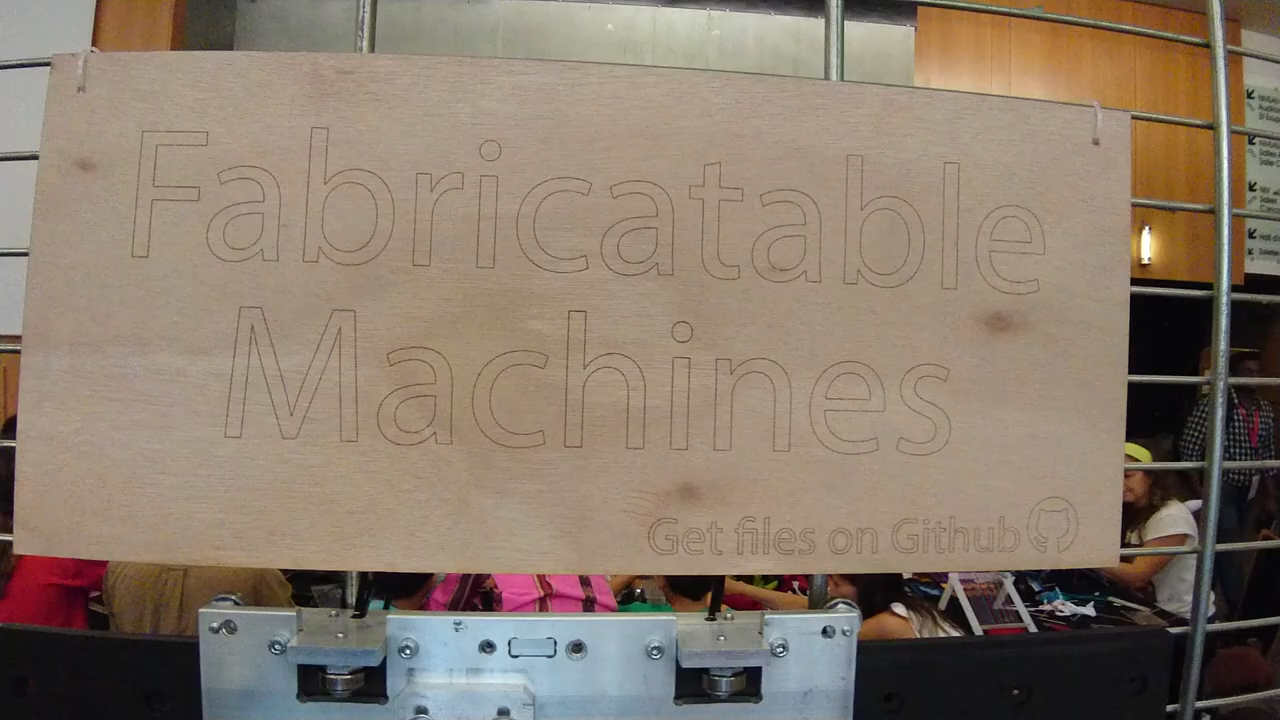 Fabricatable
Machines
Get files on Github